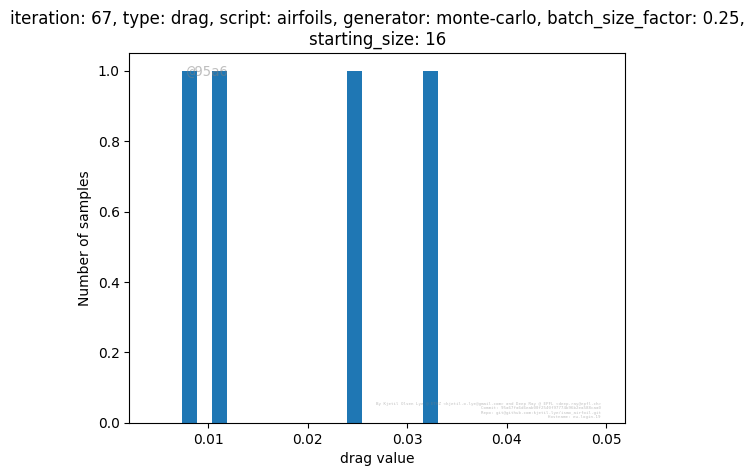 iteration: 67, type: drag, script: airfoils, generator: monte-carlo, batch_size_factor: 0.25,
starting_size: 16
@95a6
1.0
0.8
0.6
0.4
0.2
0.0
Number of samples
0.01
0.02
0.03
0.04
0.05
drag value